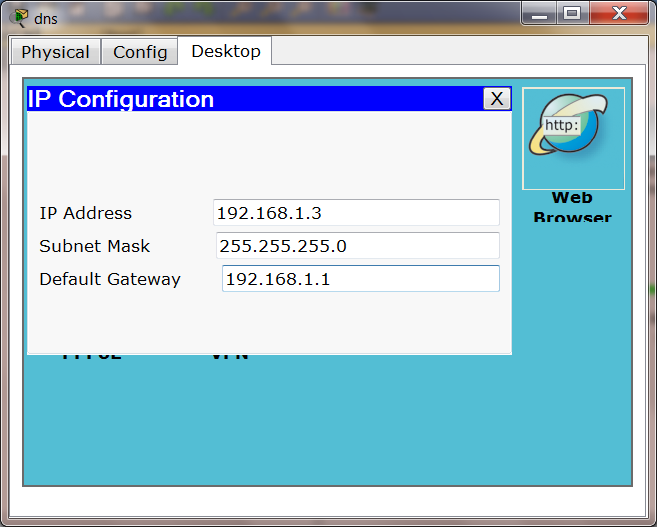 dns
Physical
Config
Desktop
IP Configuration
X
http:
Web
Browser
IP Address
192.168.1.3
Subnet Mask
255.255.255.0
Default Gateway
192.168.1.1
VPN